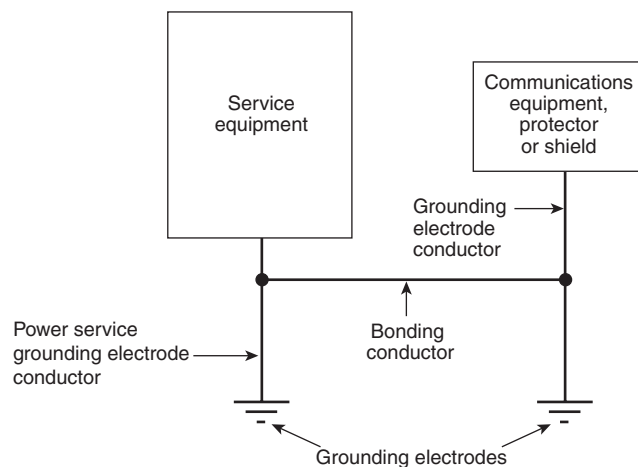 Service
equipment
Communications
equipment,
protector
or shield
Grounding
electrode
conductor
Power service
grounding electrode
conductor
Bonding
conductor
Grounding electrodes